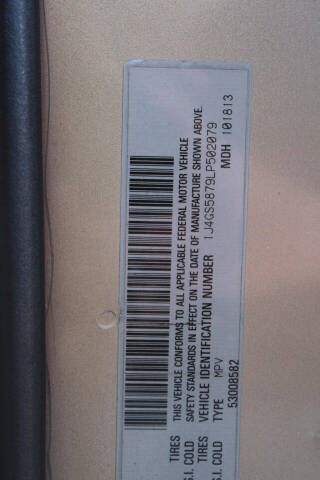 THIS VEHICLE CONFORMS TO ALL APPLICABLE FEDERAL MOTOR VEHICLE
SAFETY STANDARDS IN EFFECT ON THE DATE OF MANUFACTURE SHOWN ABOVE.
VEHICLE IDENTIFICATION NUMBER 1J4GS5879LP502079
TYPE MPV MDH 101813
53008582
TIRES
S.I. COLD
TIRES
S.I. COLD